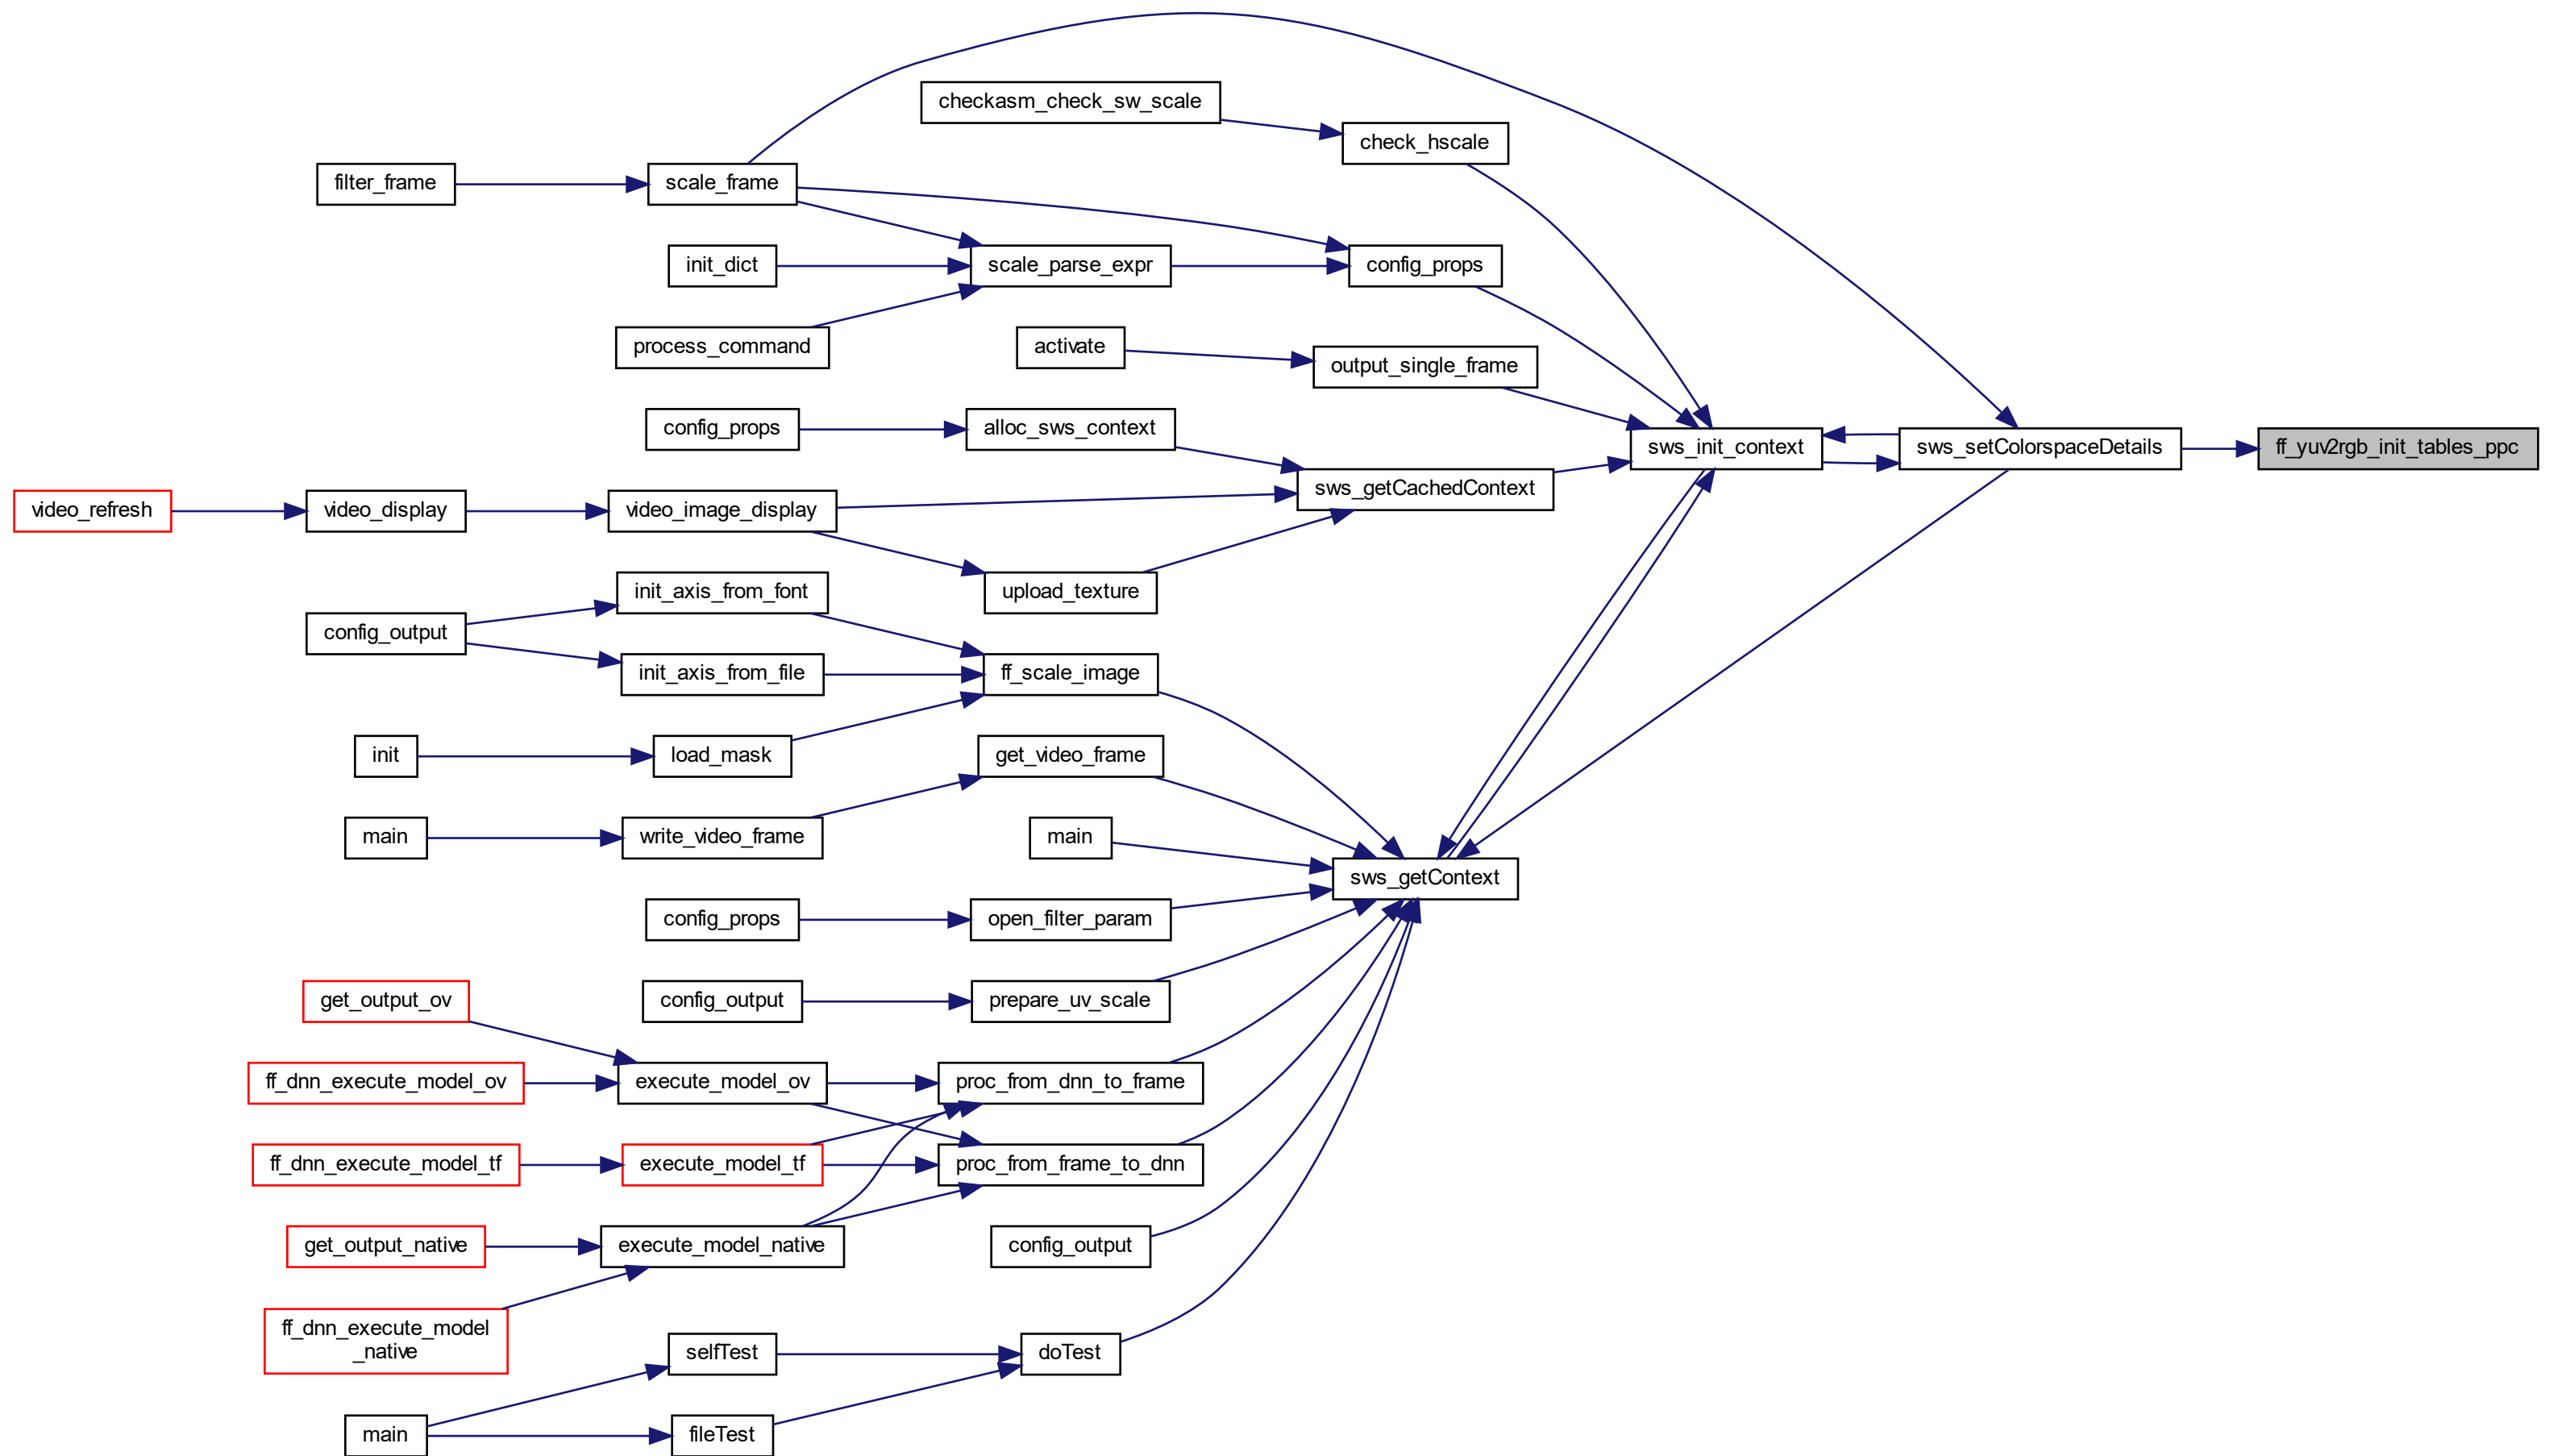 checkasm_check_sw_scale
check_hscale
filter_frame
scale_frame
init_dict
scale_parse_expr
config_props
process_command
activate
output_single_frame
config_props
alloc_sws_context
sws_init_context
sws_setColorspaceDetails
ff_yuv2rgb_init_tables_ppc
sws_getCachedContext
video_refresh
video_display
video_image_display
upload_texture
init_axis_from_font
config_output
init_axis_from_file
ff_scale_image
init
load_mask
get_video_frame
main
write_video_frame
main
sws_getContext
config_props
open_filter_param
get_output_ov
config_output
prepare_uv_scale
ff_dnn_execute_model_ov
execute_model_ov
proc_from_dnn_to_frame
ff_dnn_execute_model_tf
execute_model_tf
proc_from_frame_to_dnn
get_output_native
execute_model_native
config_output
ff_dnn_execute_model
_native
selfTest
doTest
main
fileTest